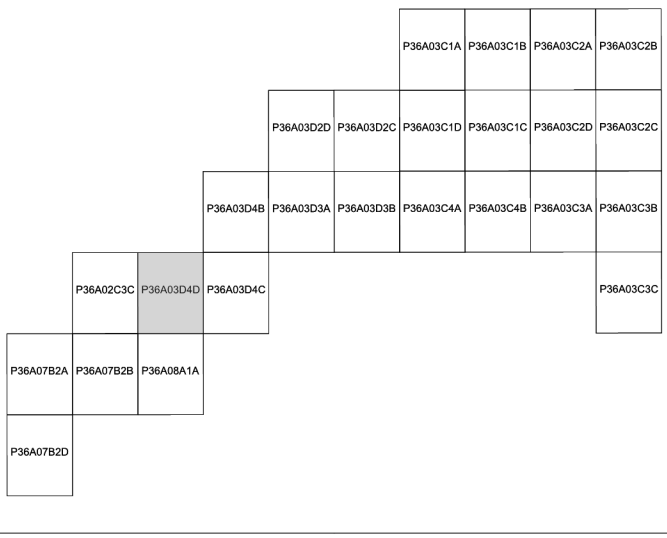 P36A03C1A P36A03C1B P36A03C2A P36A03C2B
P36A03D2D P36A03D2C P36A03C1D P36A03C1C P36A03C2D P36A03C2C
P36A03D4B P36A03D3A P36A03D3B P36A03C4A P36A03C4B P36A03C3A P36A03C3B
P36A02C3C P36A03D4D P36A03D4C P36A03C3C
P36A07B2A P36A07B2B P36A08A1A
P36A07B2D